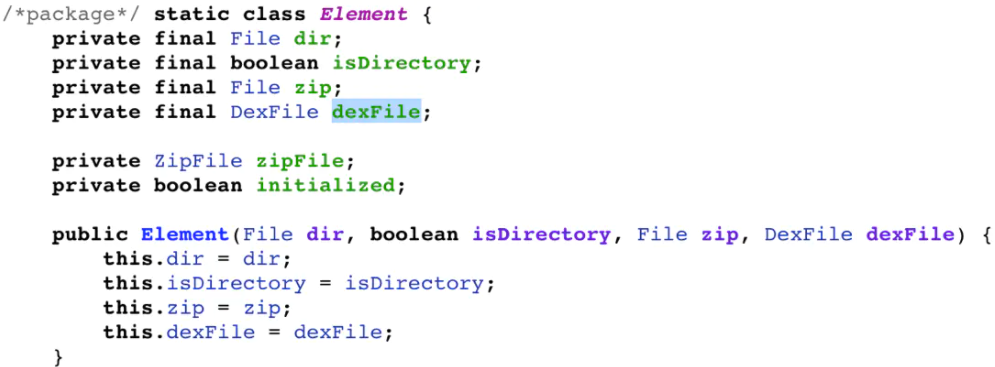 /*package*/ static class Element {
    private final File dir;
    private final boolean isDirectory;
    private final File zip;
    private final DexFile dexFile;

    private ZipFile zipFile;
    private boolean initialized;

    public Element(File dir, boolean isDirectory, File zip, DexFile dexFile) {
        this.dir = dir;
        this.isDirectory = isDirectory;
        this.zip = zip;
        this.dexFile = dexFile;
    }